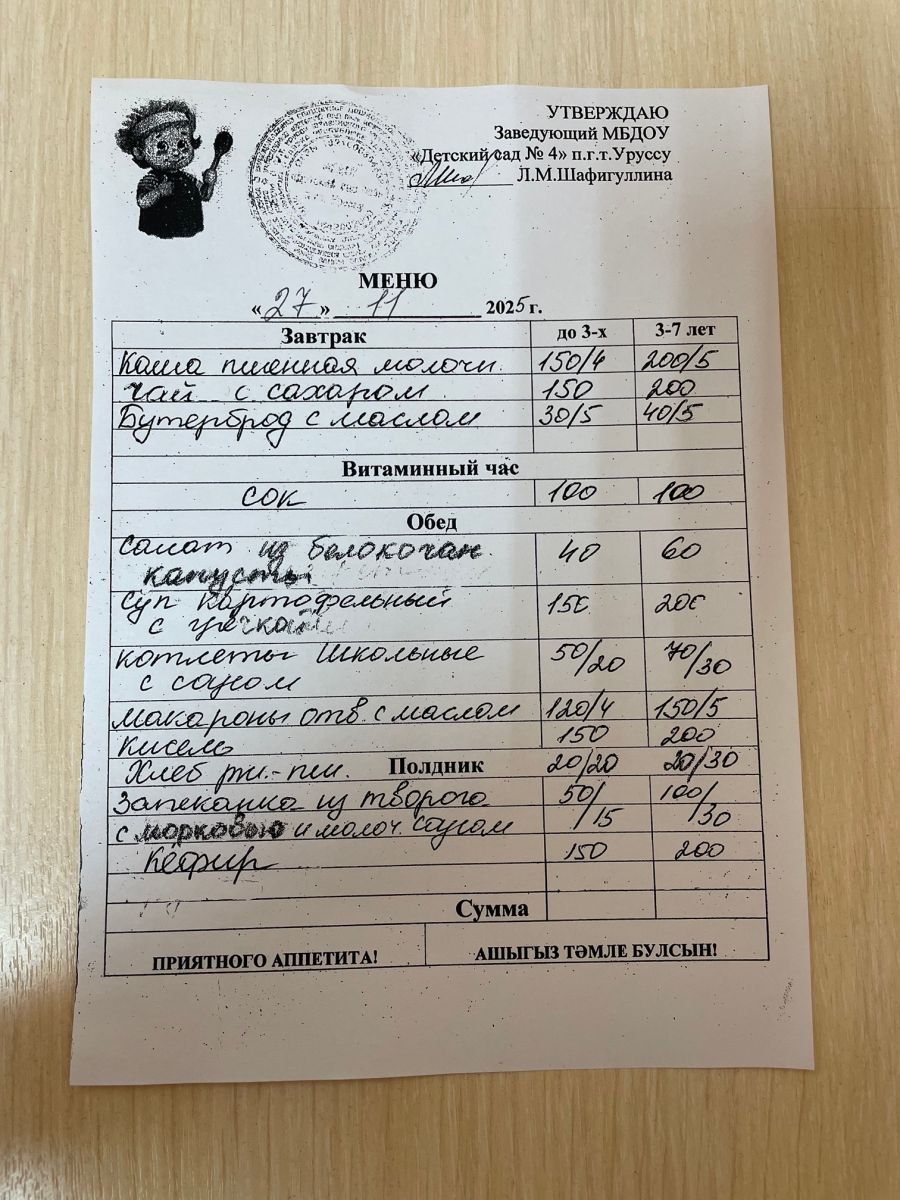 УТВЕРЖДАЮ
Заведующий МБДОУ
«Детский сад № 4» п.г.т.Уруссу
Л.М.Шафигуллина
МЕНЮ
«27» 11 2025 г.
Завтрак до 3-х 3-7 лет
Каша пшенная молочн. 150/4 200/5
Чай с сахаром 150 200
Бутерброд с маслом 30/5 40/5
Витаминный час
Сок 100 100
Обед
Салат из белокочан. 40 60
капусты
Суп картофельный 150 200
с гречкой
Котлеты Школьные 50/20 70/30
с соусом
Макароны отв. с маслом 120/4 150/5
Кисель 150 200
Хлеб рж.-пш. Полдник 20/20 20/30
Запеканка из творога 50/15 100/30
с морковью и молоч. соусом
Кефир 150 200
Сумма
ПРИЯТНОГО АППЕТИТА! АШЫГЫЗ ТӘМЛЕ БУЛСЫН!